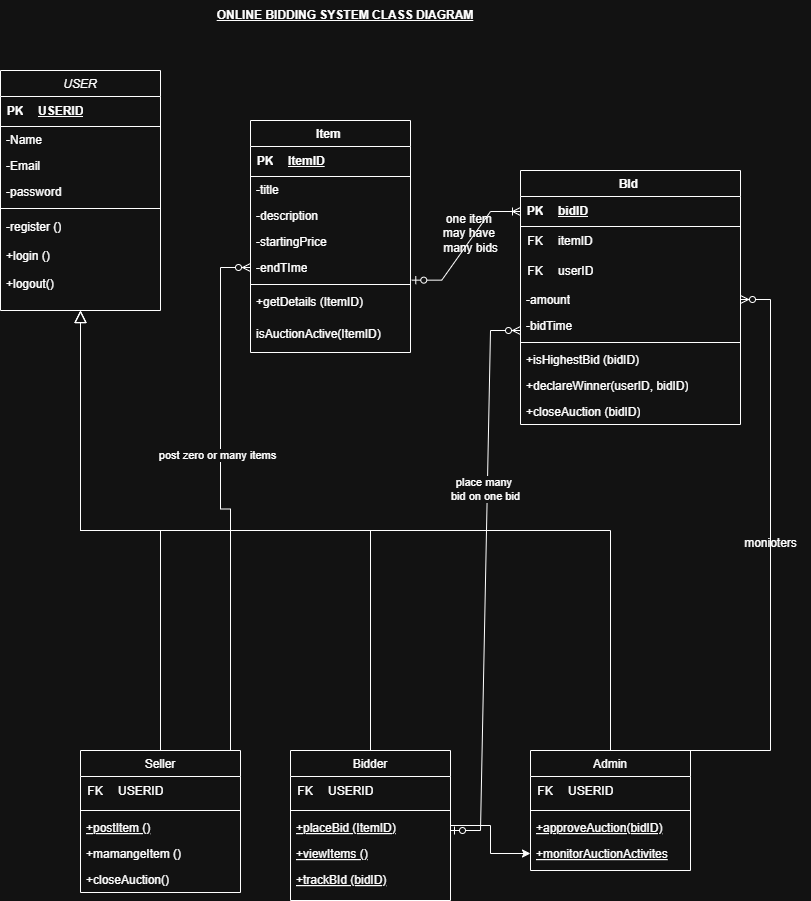 ONLINE BIDDING SYSTEM CLASS DIAGRAM
USER
PK USERID
-Name
-Email
-password
-register ()
+login ()
+logout()
Item
PK ItemID
-title
-description
-startingPrice
-endTIme
+getDetails (ItemID)
isAuctionActive(ItemID)
one item
may have
many bids
BId
PK bidID
FK itemID
FK userID
-amount
-bidTime
+isHighestBid (bidID)
+declareWinner(userID, bidID)
+closeAuction (bidID)
post zero or many items
place many
bid on one bid
monioters
Seller
FK USERID
+postItem ()
+mamangeItem ()
+closeAuction()
Bidder
FK USERID
+placeBid (ItemID)
+viewItems ()
+trackBId (bidID)
Admin
FK USERID
+approveAuction(bidID)
+monitorAuctionActivites